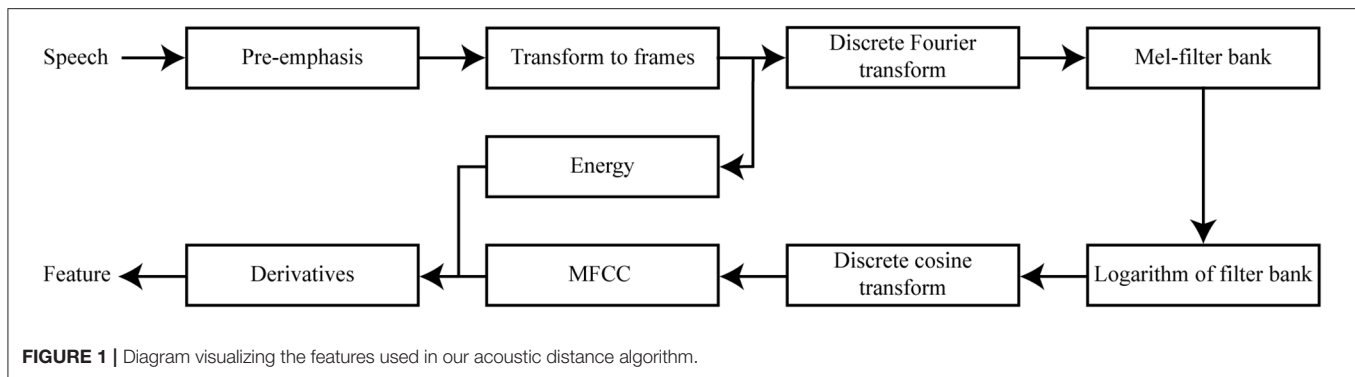 Speech
Pre-emphasis
Transform to frames
Discrete Fourier
transform
Mel-filter bank
Energy
Feature
Derivatives
MFCC
Discrete cosine
transform
Logarithm of filter bank
FIGURE 1 | Diagram visualizing the features used in our acoustic distance algorithm.